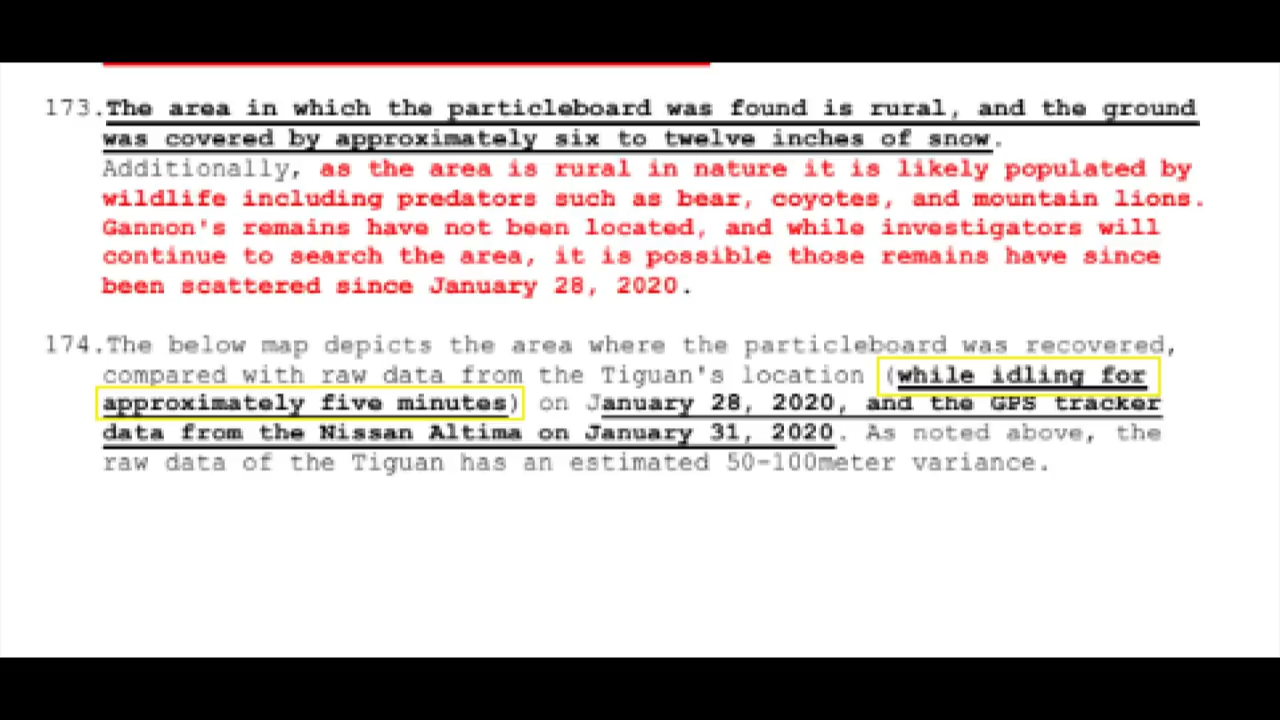 173.The area in which the particleboard was found is rural, and the ground
was covered by approximately six to twelve inches of snow.
Additionally, as the area is rural in nature it is likely populated by
wildlife including predators such as bear, coyotes, and mountain lions.
Gannon's remains have not been located, and while investigators will
continue to search the area, it is possible those remains have since
been scattered since January 28, 2020.
174.The below map depicts the area where the particleboard was recovered,
compared with raw data from the Tiguan's location (while idling for
approximately five minutes) on January 28, 2020, and the GPS tracker
data from the Nissan Altima on January 31, 2020. As noted above, the
raw data of the Tiguan has an estimated 50-100meter variance.